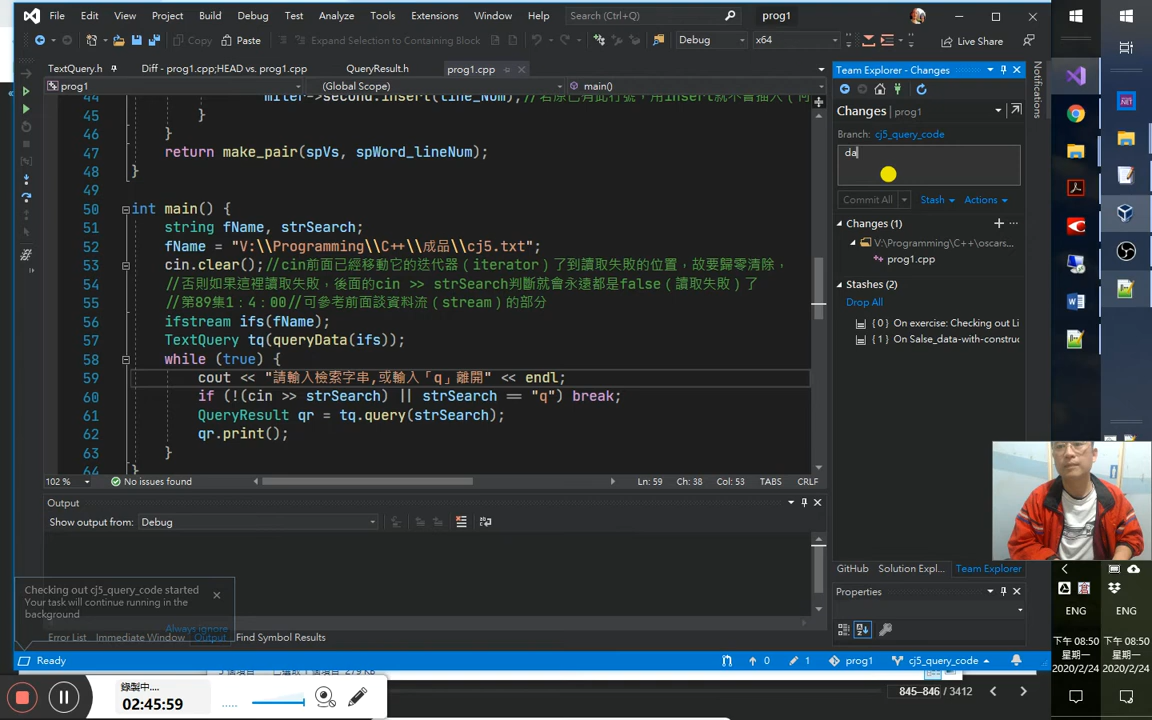 File Edit View Project Build Debug Test Analyze Tools Extensions Window Help Search (Ctrl+Q) prog1
Copy Paste Expand Selection to Containing Block Debug x64 Live Share
TextQuery.h Diff - prog1.cpp;HEAD vs. prog1.cpp QueryResult.h prog1.cpp
prog1 (Global Scope) main()
45 }
46 }
47 return make_pair(spVs, spWord_lineNum);
48 }
49
50 int main() {
51 string fName, strSearch;
52 fName = "V:\\Programming\\C++\\成品\\cj5.txt";
53 cin.clear();//cin前面已經移動它的迭代器（iterator）了到讀取失敗的位置，故要歸零清除，
54 //否則如果這裡讀取失敗，後面的cin >> strSearch判斷就會永遠都是false（讀取失敗）了
55 //第89集1：4：00//可參考前面談資料流（stream）的部分
56 ifstream ifs(fName);
57 TextQuery tq(queryData(ifs));
58 while (true) {
59 cout << "請輸入檢索字串,或輸入「q」離開" << endl;
60 if (!(cin >> strSearch) || strSearch == "q") break;
61 QueryResult qr = tq.query(strSearch);
62 qr.print();
63 }
64 }
102 % No issues found Ln: 59 Ch: 38 Col: 53 TABS CRLF
Output
Show output from: Debug
Checking out cj5_query_code started
Your task will continue running in the
background
Always ignore
Error List Immediate Window Output Find Symbol Results
Ready 0 1 prog1 cj5_query_code
Team Explorer - Changes
Changes | prog1
Branch: cj5_query_code
da
Commit All Stash Actions
Changes (1)
V:\Programming\C++\oscars...
prog1.cpp
Stashes (2)
Drop All
{0} On exercise: Checking out Li
{1} On Salse_data-with-constru
GitHub Solution Expl... Team Explorer
Properties
Notifications
ENG ENG
下午 08:50 下午 08:50
星期一 星期一
2020/2/24 2020/2/24
錄製中....
02:45:59
845–846 / 3412